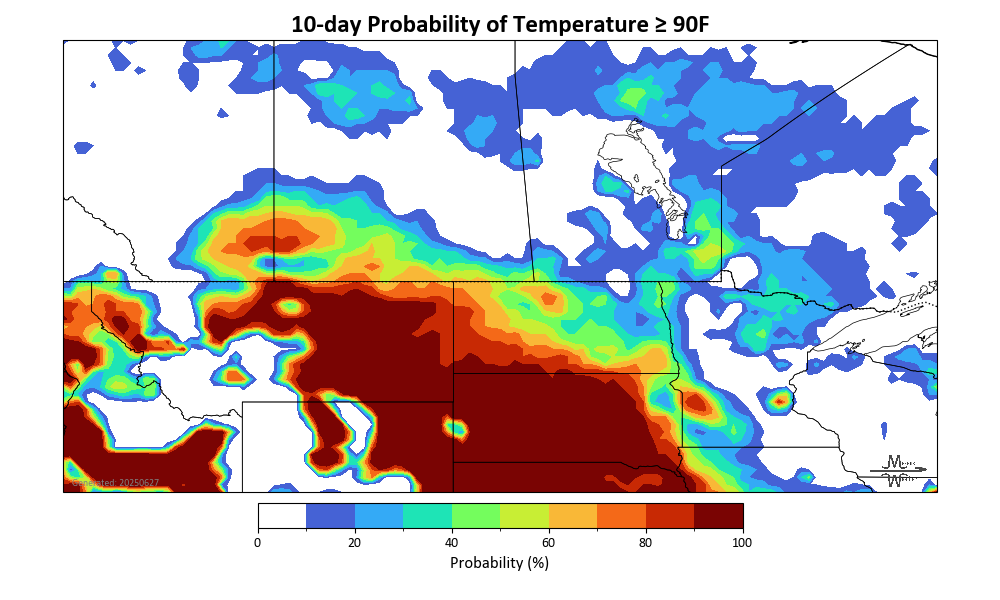 10-day Probability of Temperature ≥ 90F
Generated: 20250627
M
W
0 20 40 60 80 100
Probability (%)